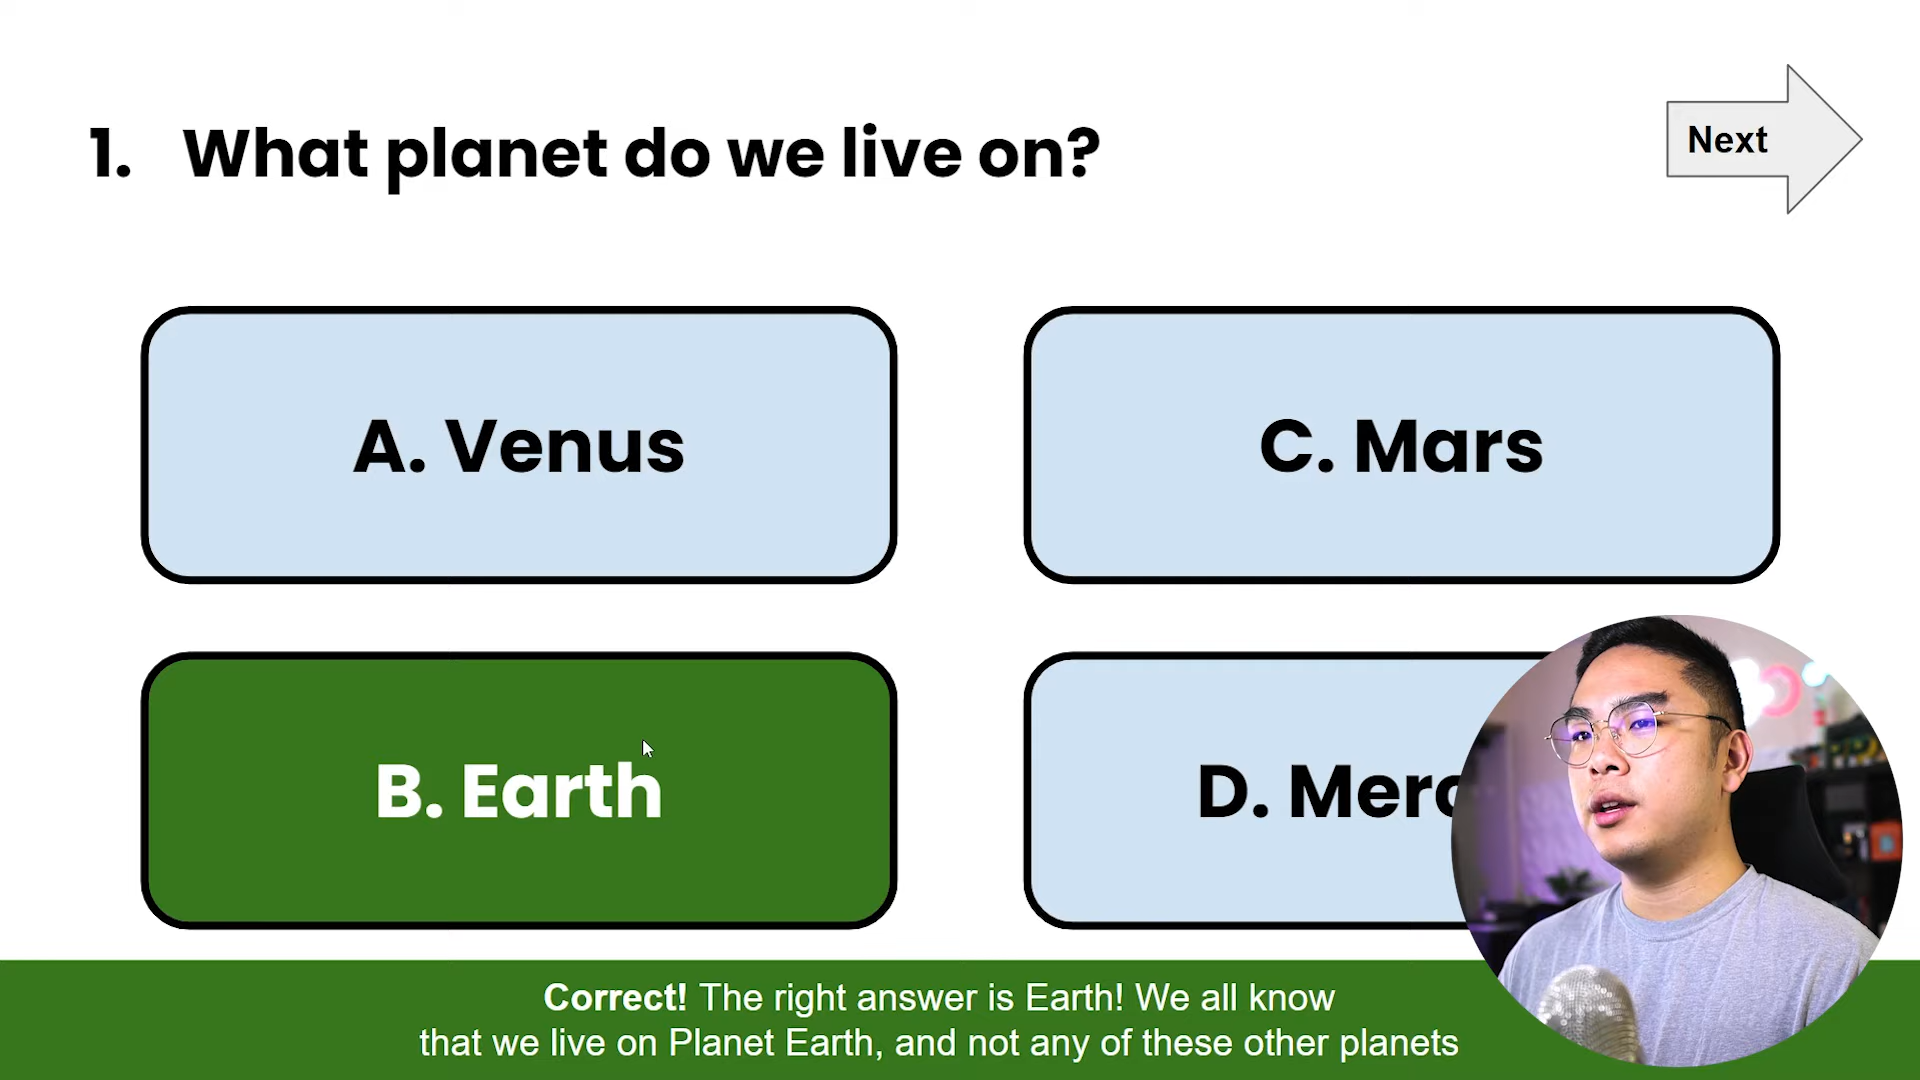 1. What planet do we live on?
Next
A. Venus
C. Mars
B. Earth
D.
Correct! The right answer is Earth! We all know
that we live on Planet Earth, and not any of these other planets